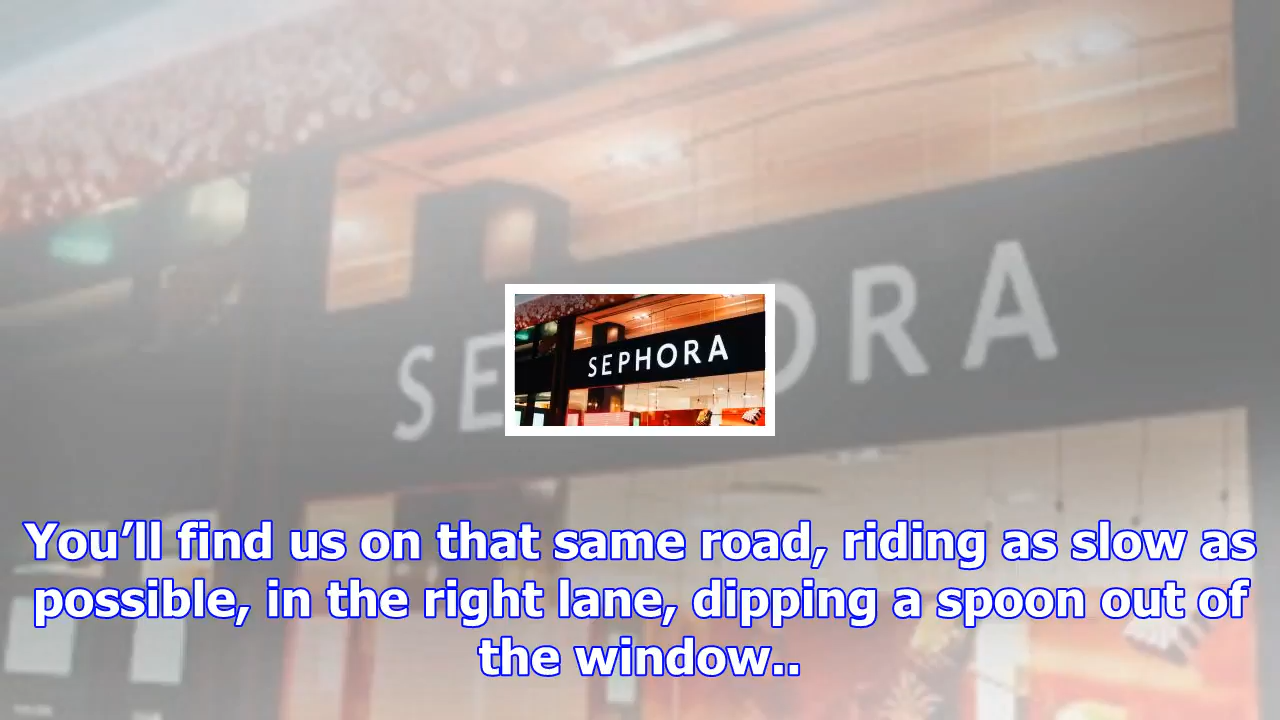 SEPHORA
SEPHORA
You’ll find us on that same road, riding as slow as
possible, in the right lane, dipping a spoon out of
the window..